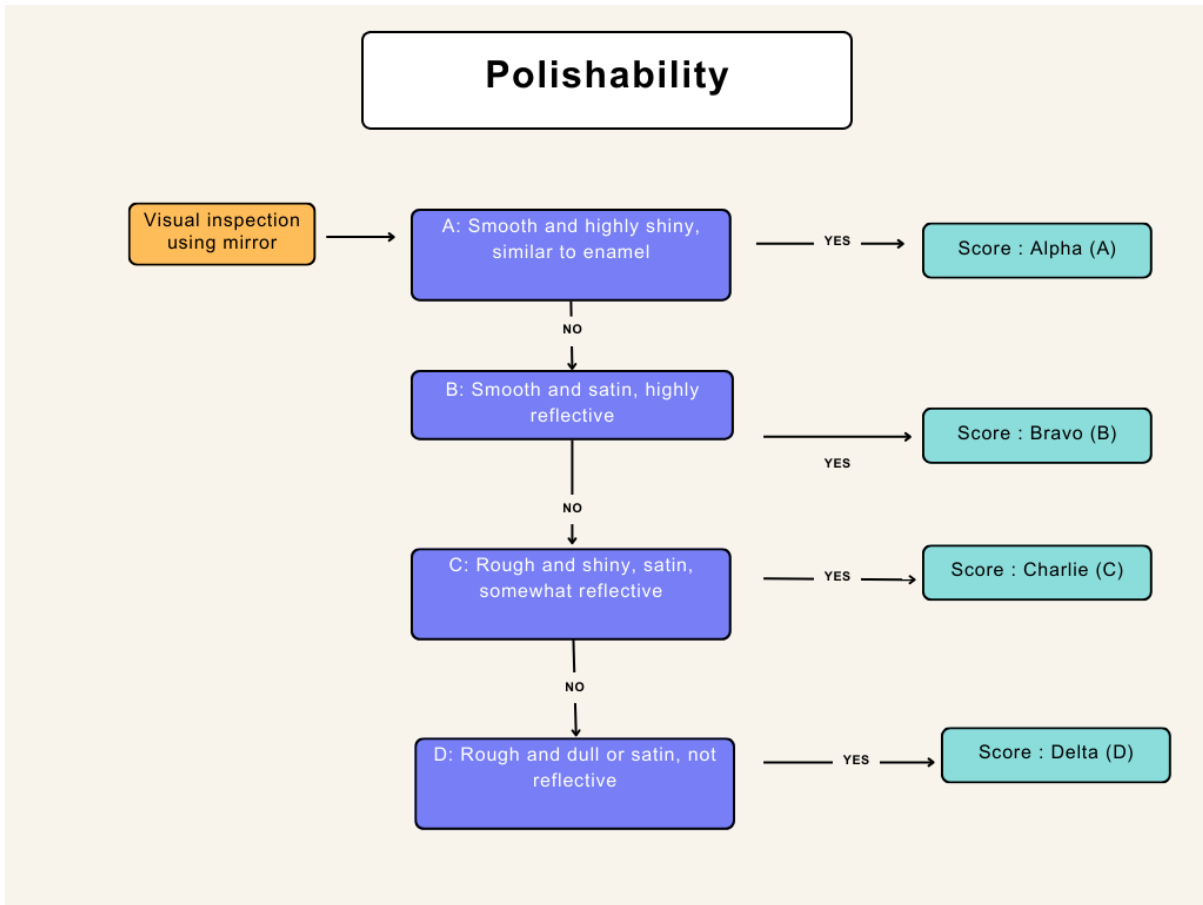 Polishability
Visual inspection
using mirror
A: Smooth and highly shiny,
similar to enamel
YES
Score : Alpha (A)
NO
B: Smooth and satin, highly
reflective
YES
Score : Bravo (B)
NO
C: Rough and shiny, satin,
somewhat reflective
YES
Score : Charlie (C)
NO
D: Rough and dull or satin, not
reflective
YES
Score : Delta (D)